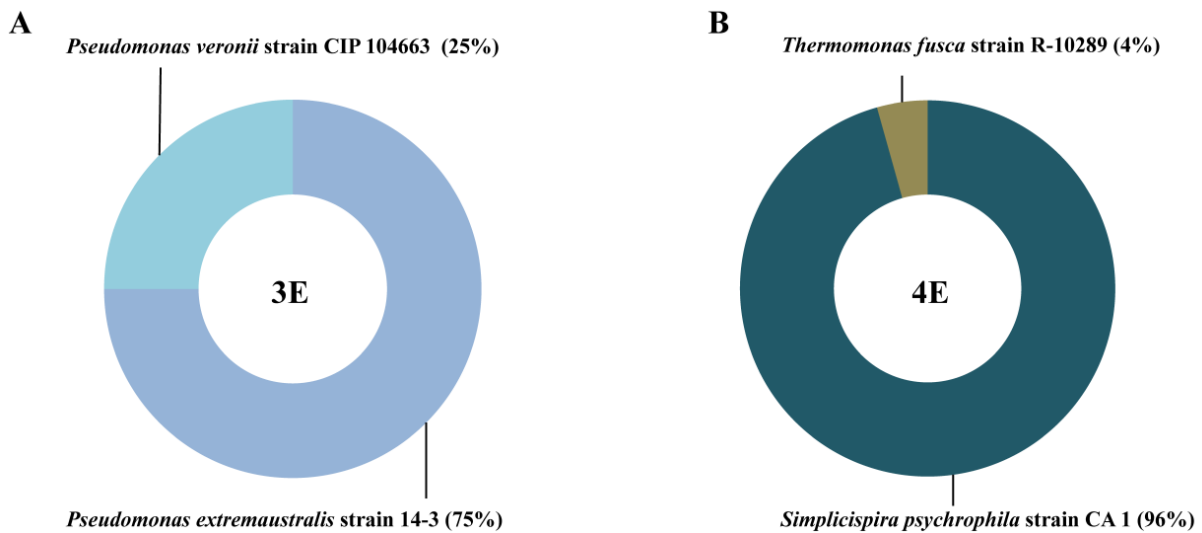 A
Pseudomonas veronii strain CIP 104663 (25%)
3E
Pseudomonas extremaustralis strain 14-3 (75%)
B
Thermomonas fusca strain R-10289 (4%)
4E
Simplicispira psychrophila strain CA 1 (96%)